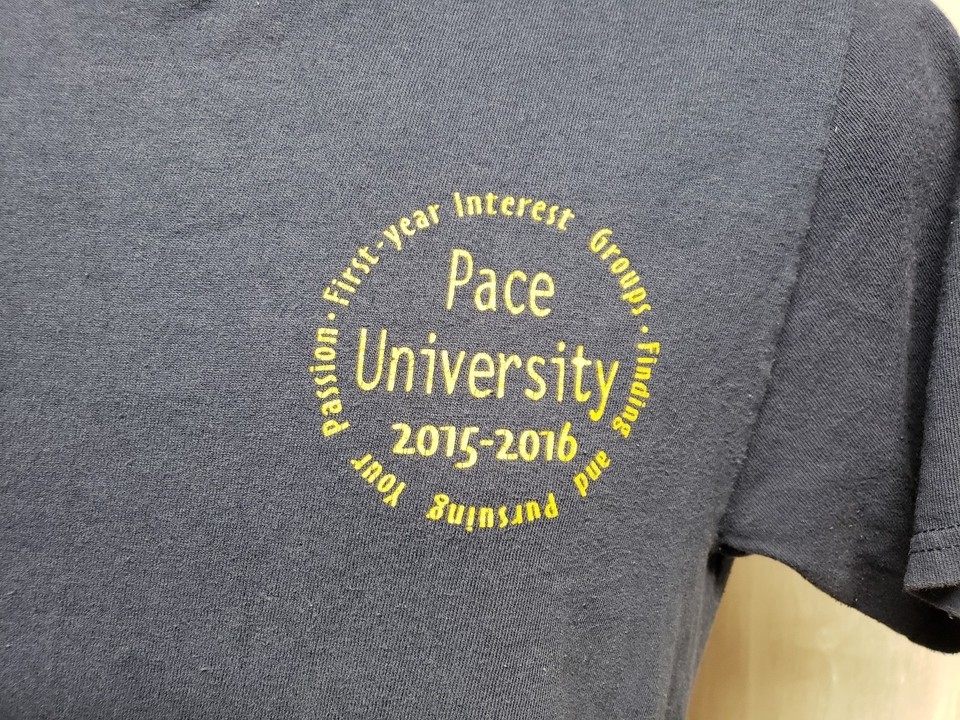 First-year Interest Groups · Finding and Pursuing Your Passion ·
Pace
University
2015-2016